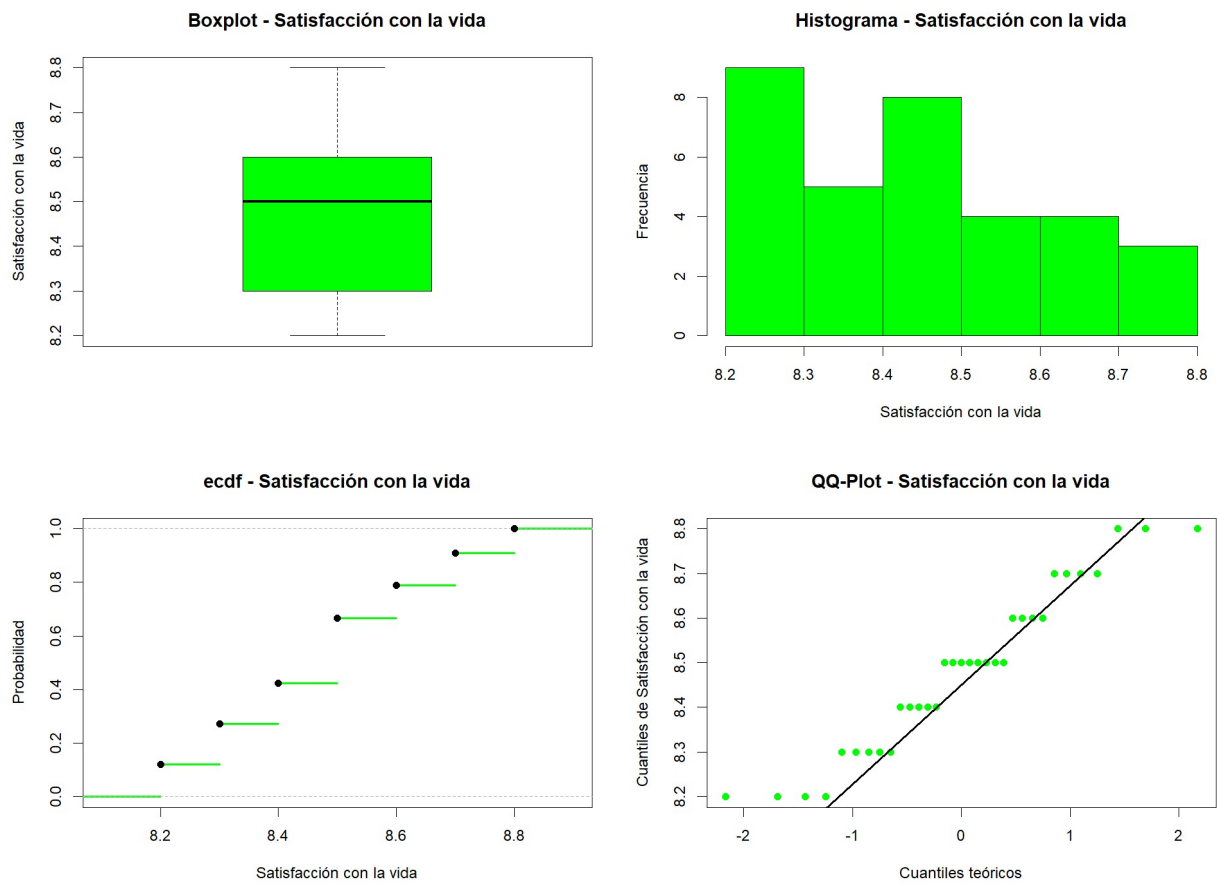 Boxplot - Satisfacción con la vida
Satisfacción con la vida
8.8
8.7
8.6
8.5
8.4
8.3
8.2
Histograma - Satisfacción con la vida
Frecuencia
8
6
4
2
0
8.2 8.3 8.4 8.5 8.6 8.7 8.8
Satisfacción con la vida
ecdf - Satisfacción con la vida
Probabilidad
1.0
0.8
0.6
0.4
0.2
0.0
8.2 8.4 8.6 8.8
Satisfacción con la vida
QQ-Plot - Satisfacción con la vida
Cuantiles de Satisfacción con la vida
8.8
8.7
8.6
8.5
8.4
8.3
8.2
-2 -1 0 1 2
Cuantiles teóricos